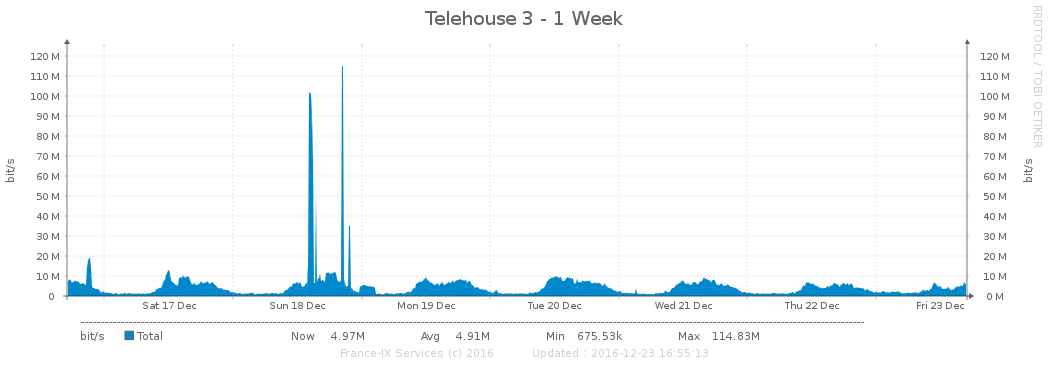 Telehouse 3 - 1 Week
RRDTOOL / TOBI OETIKER
bit/s
120 M 120 M
110 M 110 M
100 M 100 M
90 M 90 M
80 M 80 M
70 M 70 M
60 M 60 M
50 M 50 M
40 M 40 M
30 M 30 M
20 M 20 M
10 M 10 M
0 0 M
bit/s
Sat 17 Dec Sun 18 Dec Mon 19 Dec Tue 20 Dec Wed 21 Dec Thu 22 Dec Fri 23 Dec
bit/s Total Now 4.97M Avg 4.91M Min 675.53k Max 114.83M
France-IX Services (c) 2016 Updated : 2016-12-23 16:55:13